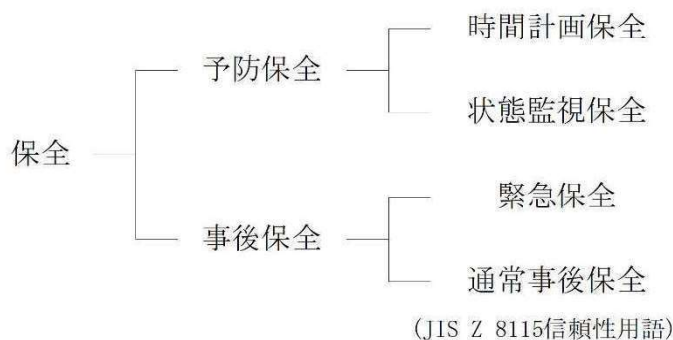 時間計画保全
予防保全
状態監視保全
保全
緊急保全
事後保全
通常事後保全
(JIS Z 8115信頼性用語)